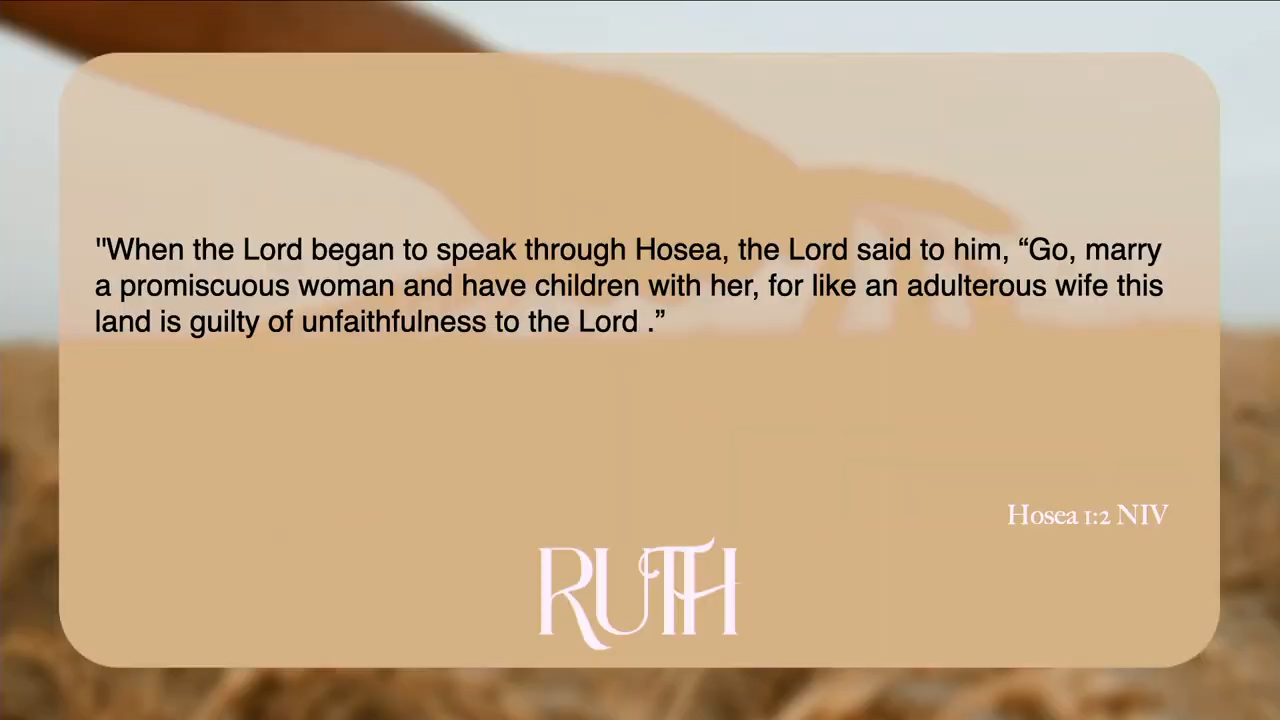 "When the Lord began to speak through Hosea, the Lord said to him, “Go, marry
a promiscuous woman and have children with her, for like an adulterous wife this
land is guilty of unfaithfulness to the Lord .”
Hosea 1:2 NIV
RUTH